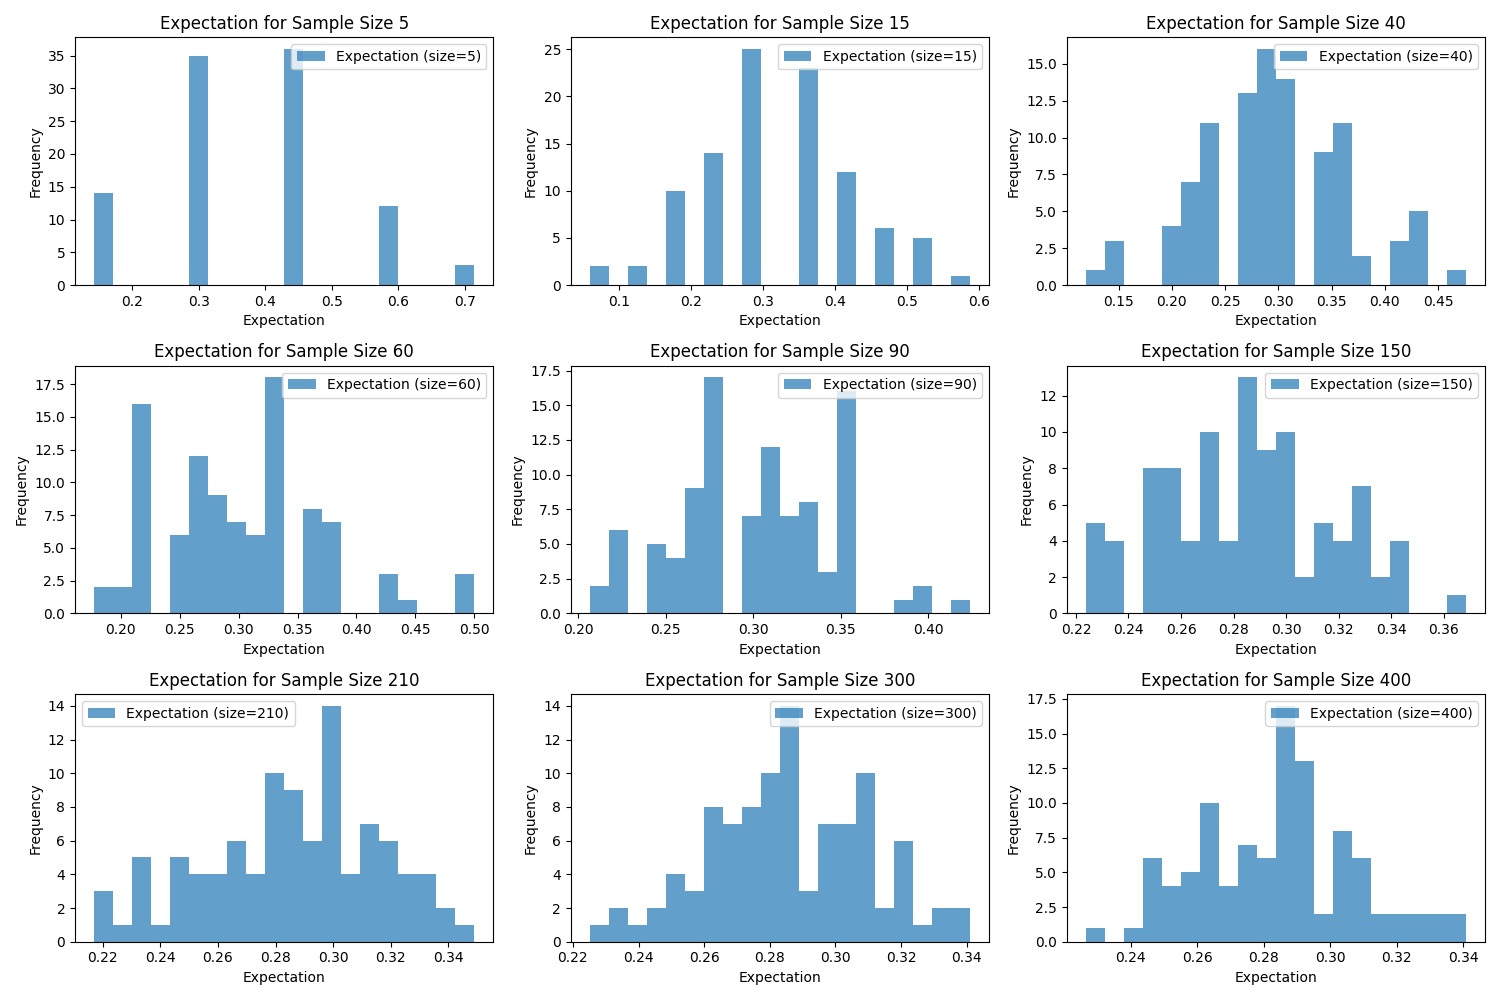 Expectation for Sample Size 5
Expectation (size=5)
Frequency
35
30
25
20
15
10
5
0
0.2 0.3 0.4 0.5 0.6 0.7
Expectation
Expectation for Sample Size 15
Expectation (size=15)
Frequency
25
20
15
10
5
0
0.1 0.2 0.3 0.4 0.5 0.6
Expectation
Expectation for Sample Size 40
Expectation (size=40)
Frequency
15.0
12.5
10.0
7.5
5.0
2.5
0.0
0.15 0.20 0.25 0.30 0.35 0.40 0.45
Expectation
Expectation for Sample Size 60
Expectation (size=60)
Frequency
17.5
15.0
12.5
10.0
7.5
5.0
2.5
0.0
0.20 0.25 0.30 0.35 0.40 0.45 0.50
Expectation
Expectation for Sample Size 90
Expectation (size=90)
Frequency
17.5
15.0
12.5
10.0
7.5
5.0
2.5
0.0
0.20 0.25 0.30 0.35 0.40
Expectation
Expectation for Sample Size 150
Expectation (size=150)
Frequency
12
10
8
6
4
2
0
0.22 0.24 0.26 0.28 0.30 0.32 0.34 0.36
Expectation
Expectation for Sample Size 210
Expectation (size=210)
Frequency
14
12
10
8
6
4
2
0
0.22 0.24 0.26 0.28 0.30 0.32 0.34
Expectation
Expectation for Sample Size 300
Expectation (size=300)
Frequency
14
12
10
8
6
4
2
0
0.22 0.24 0.26 0.28 0.30 0.32 0.34
Expectation
Expectation for Sample Size 400
Expectation (size=400)
Frequency
17.5
15.0
12.5
10.0
7.5
5.0
2.5
0.0
0.24 0.26 0.28 0.30 0.32 0.34
Expectation